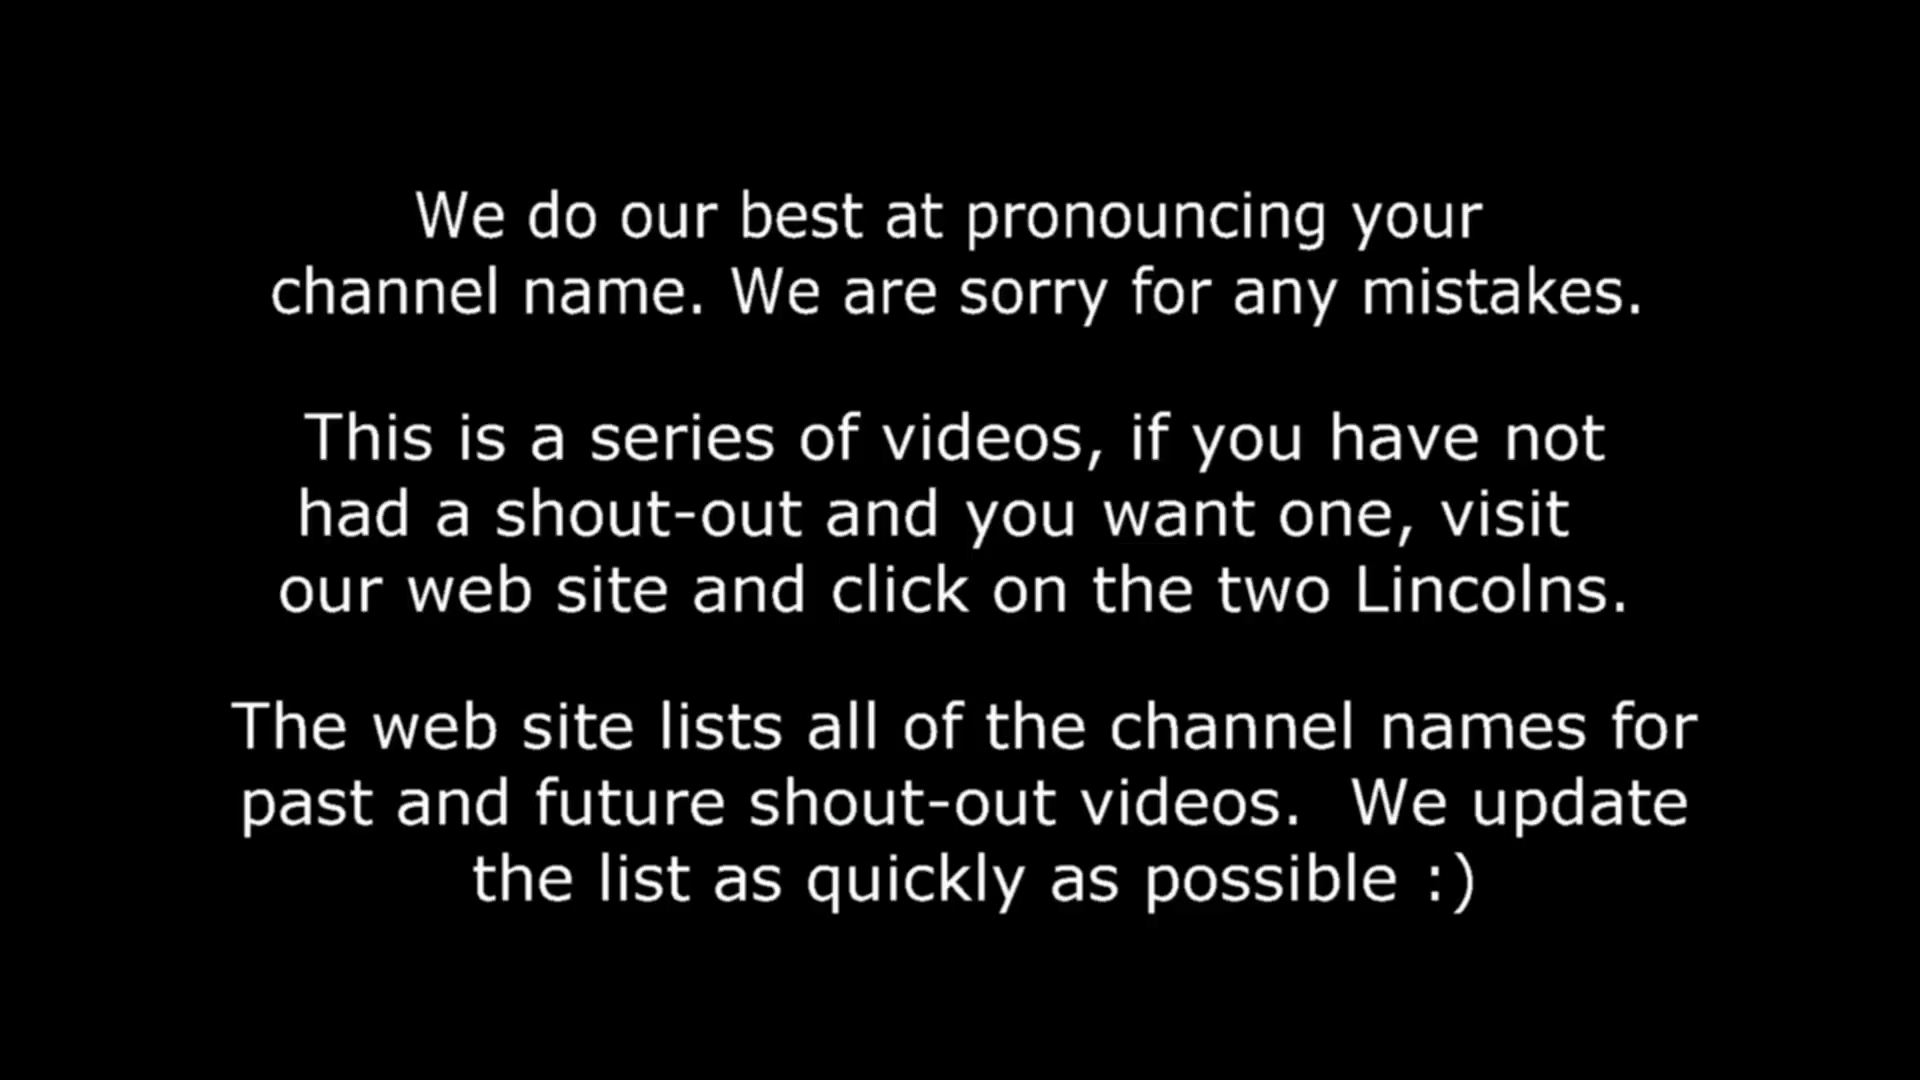 We do our best at pronouncing your
channel name. We are sorry for any mistakes.
This is a series of videos, if you have not
had a shout-out and you want one, visit
our web site and click on the two Lincolns.
The web site lists all of the channel names for
past and future shout-out videos.  We update
the list as quickly as possible :)